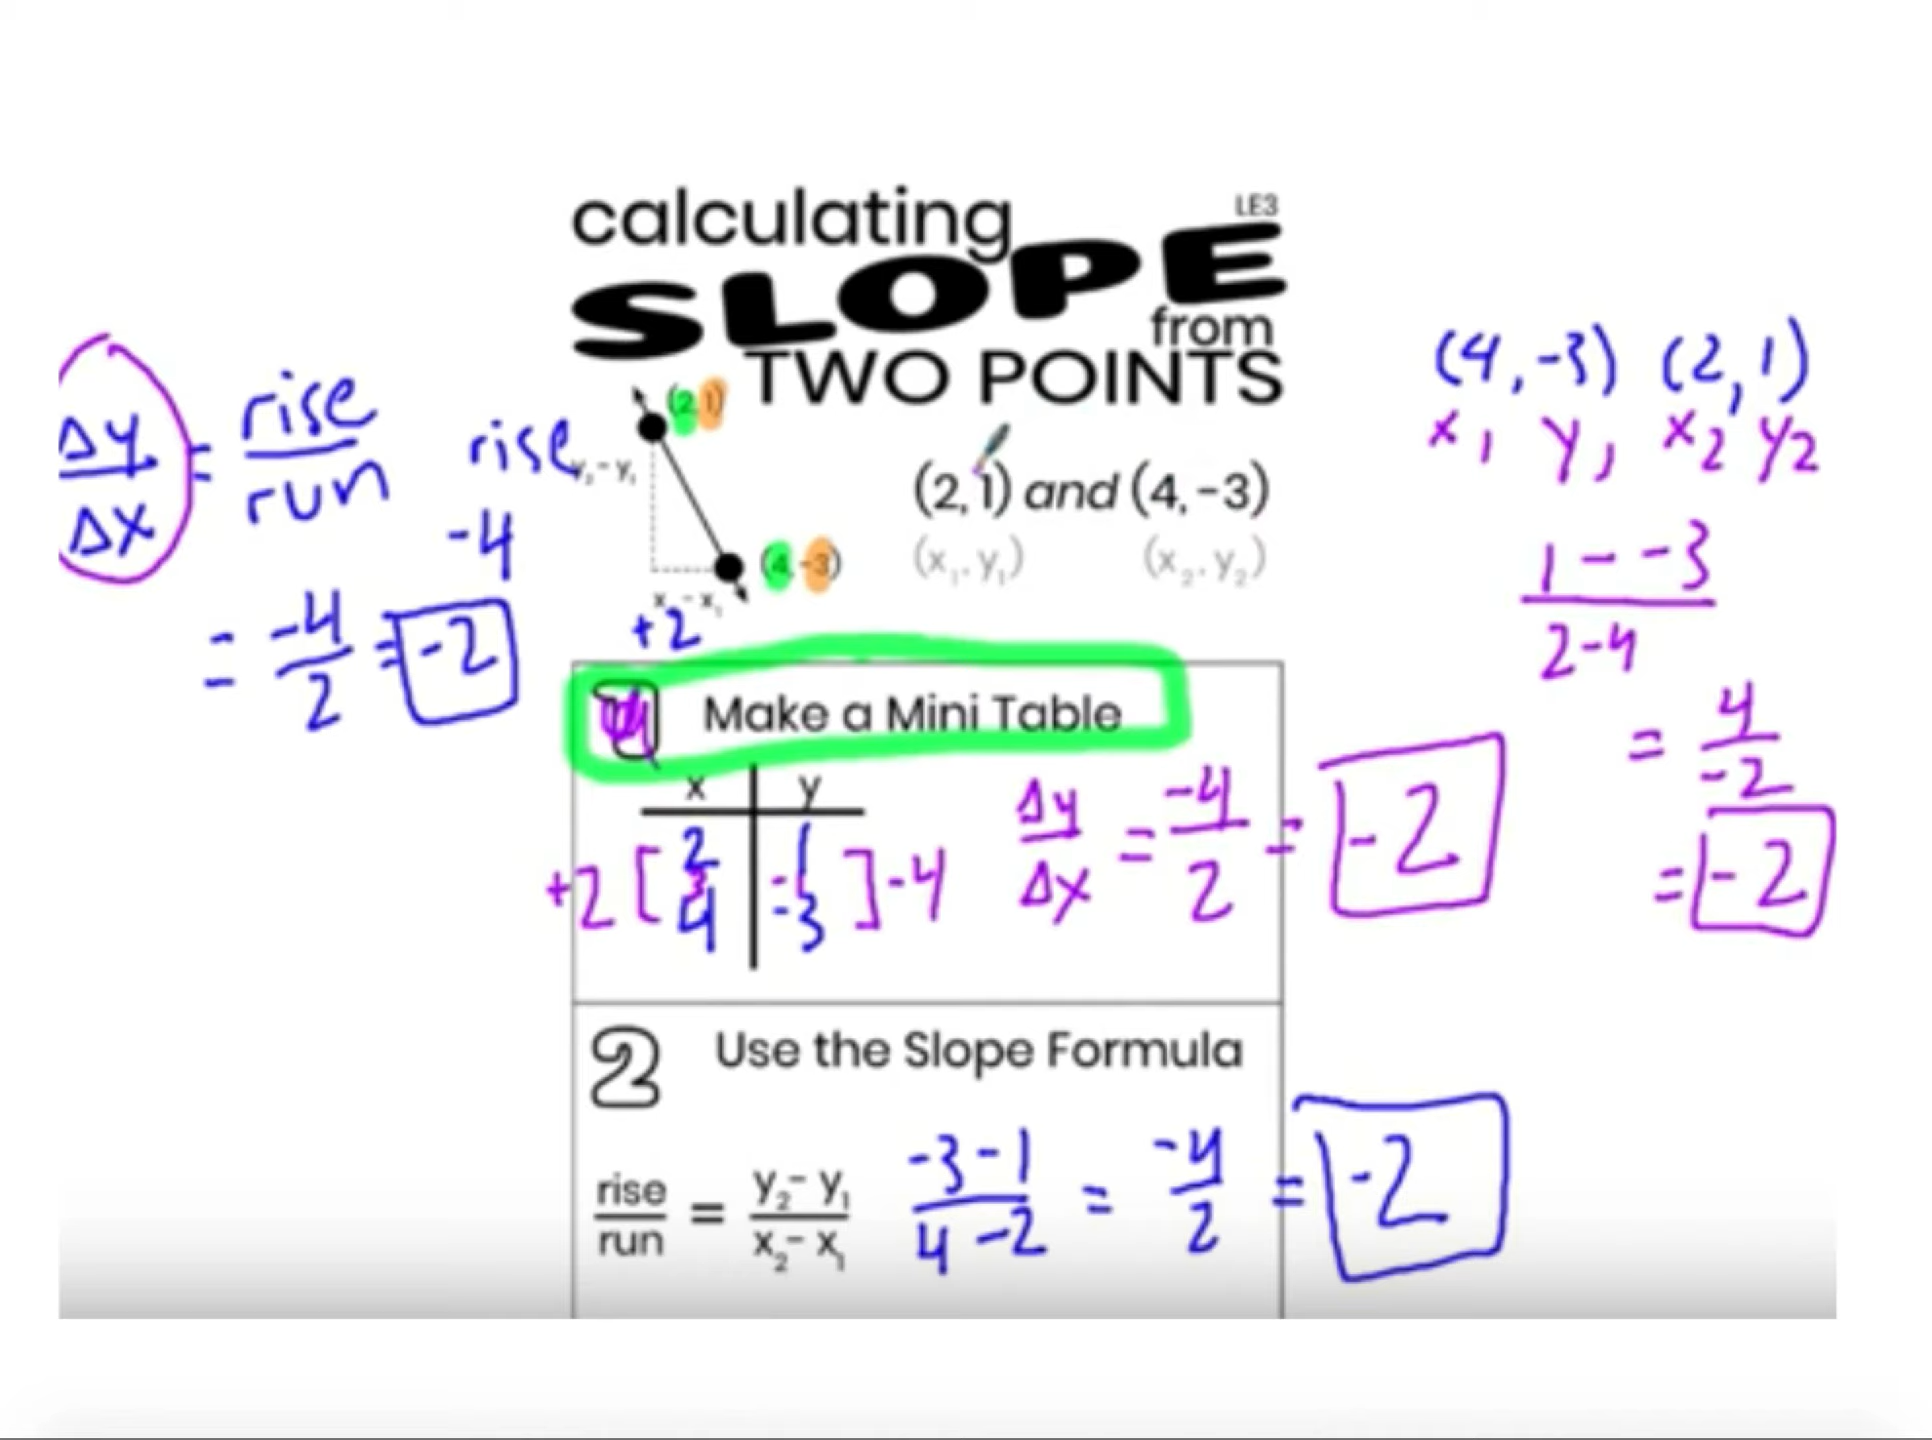 calculating
LE3
SLOPE
from
TWO POINTS
Δy/Δx = rise/run
= -4/2 = -2
rise
-4
y₂ - y₁
+2
(2, 1)
(4, -3)
(2, 1) and (4, -3)
(x₁, y₁) (x₂, y₂)
(4, -3) (2, 1)
x₁ y₁ x₂ y₂
1 - -3
2-4
= 4/-2
= -2
Make a Mini Table
x y
2 1
4 -3
+2 [ ] -4
Δy/Δx = -4/2 = -2
2 Use the Slope Formula
rise/run = y₂ - y₁/x₂ - x₁
-3 - 1/4 - 2 = -4/2 = -2